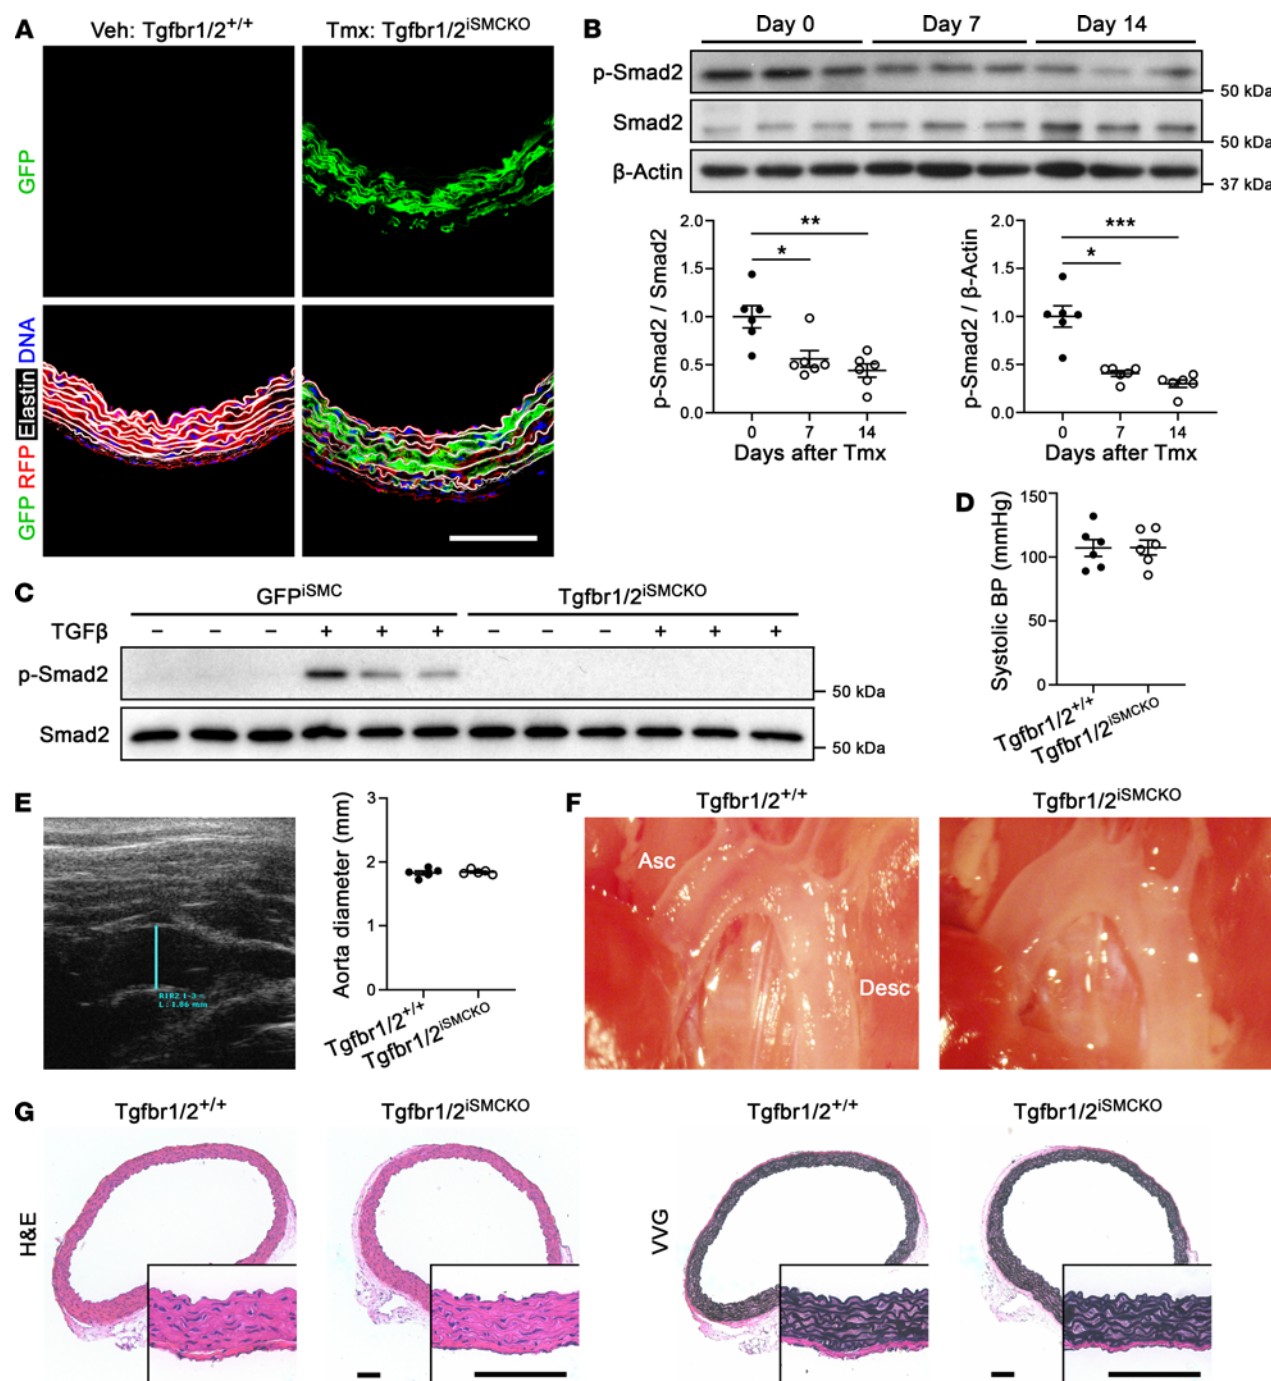 A
Veh: Tgfbr1/2+/+
Tmx: Tgfbr1/2iSMCKO
GFP
GFP RFP Elastin DNA
B
Day 0
Day 7
Day 14
p-Smad2
50 kDa
Smad2
50 kDa
β-Actin
37 kDa
p-Smad2 / Smad2
2.0
1.5
1.0
0.5
0.0
**
*
0
7
14
Days after Tmx
p-Smad2 / β-Actin
2.0
1.5
1.0
0.5
0.0
***
*
0
7
14
Days after Tmx
C
GFPiSMC
Tgfbr1/2iSMCKO
TGFβ
− − − + + + − − − + + +
p-Smad2
50 kDa
Smad2
50 kDa
D
Systolic BP (mmHg)
150
100
50
0
Tgfbr1/2+/+
Tgfbr1/2iSMCKO
E
L: 1.86 mm
Aorta diameter (mm)
3
2
1
0
Tgfbr1/2+/+
Tgfbr1/2iSMCKO
F
Tgfbr1/2+/+
Tgfbr1/2iSMCKO
Asc
Desc
G
Tgfbr1/2+/+
Tgfbr1/2iSMCKO
Tgfbr1/2+/+
Tgfbr1/2iSMCKO
H&E
VVG